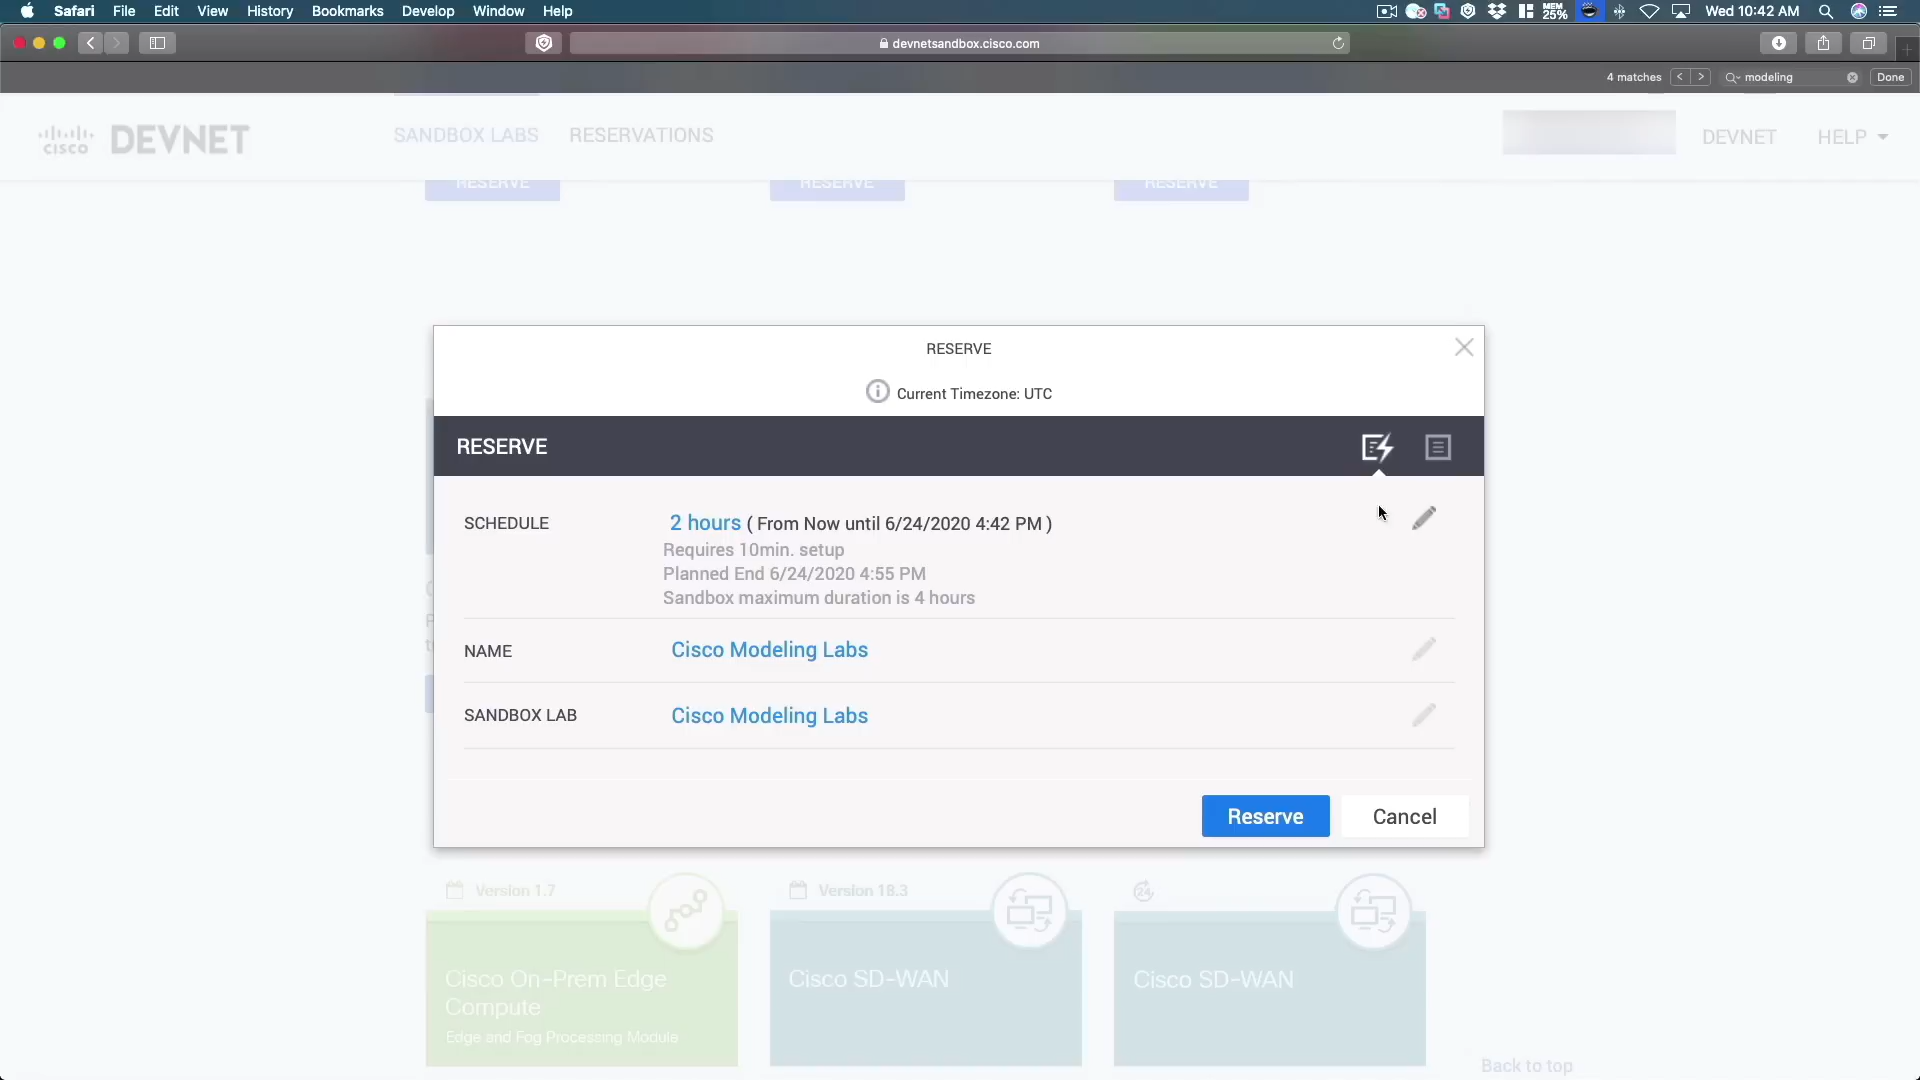 Safari File Edit View History Bookmarks Develop Window Help
MEM 25% Wed 10:42 AM
devnetsandbox.cisco.com
4 matches modeling Done
cisco DEVNET SANDBOX LABS RESERVATIONS DEVNET HELP
RESERVE RESERVE RESERVE
RESERVE
Current Timezone: UTC
RESERVE
SCHEDULE 2 hours ( From Now until 6/24/2020 4:42 PM )
Requires 10min. setup
Planned End 6/24/2020 4:55 PM
Sandbox maximum duration is 4 hours
NAME Cisco Modeling Labs
SANDBOX LAB Cisco Modeling Labs
Reserve Cancel
Version 1.7 Version 18.3 24
Cisco On-Prem Edge Compute
Edge and Fog Processing Module
Cisco SD-WAN
Cisco SD-WAN
Back to top